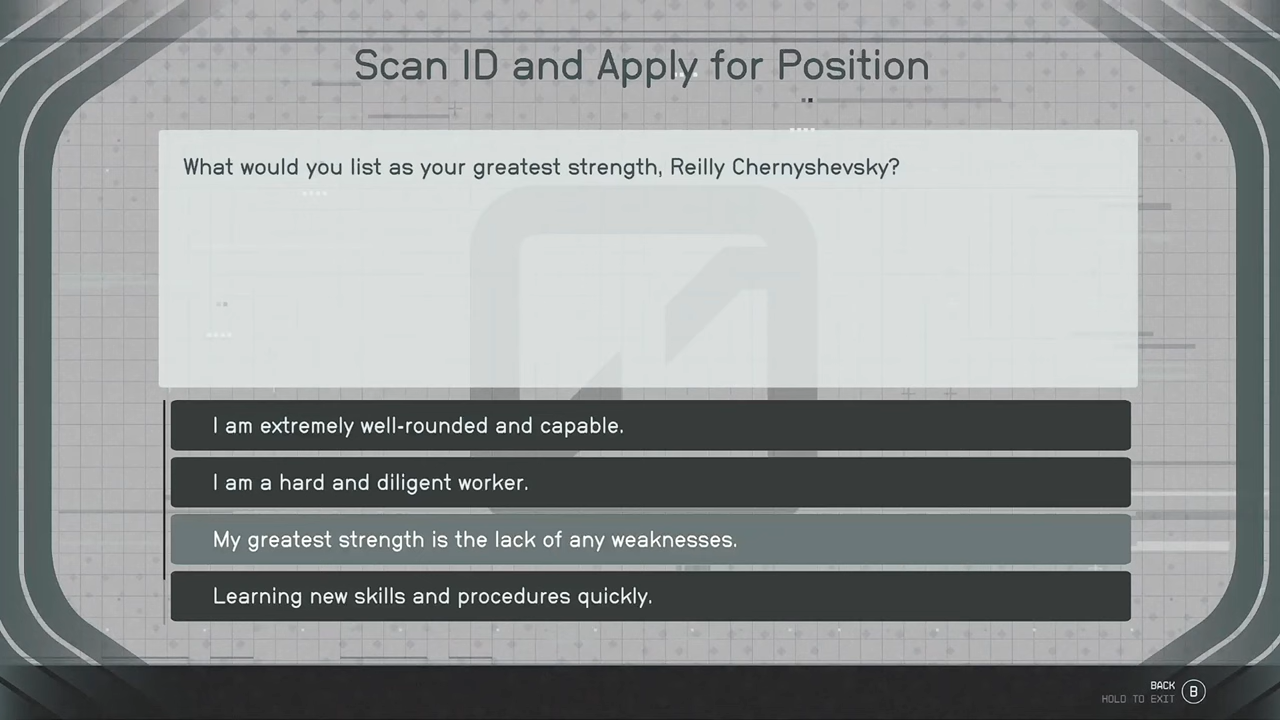 Scan ID and Apply for Position
What would you list as your greatest strength, Reilly Chernyshevsky?
I am extremely well-rounded and capable.
I am a hard and diligent worker.
My greatest strength is the lack of any weaknesses.
Learning new skills and procedures quickly.
BACK
HOLD TO EXIT
B